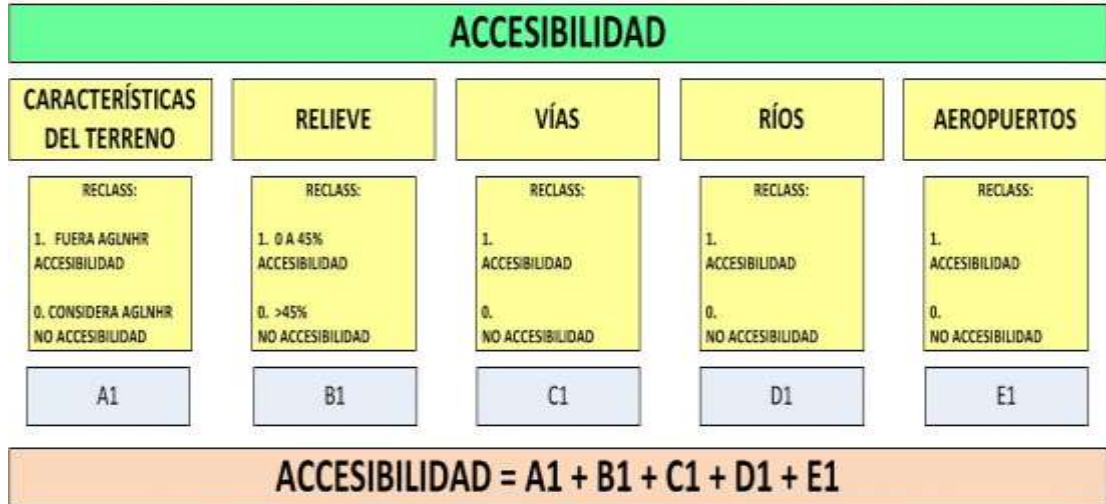 ACCESIBILIDAD
CARACTERÍSTICAS
DEL TERRENO
RELIEVE
VÍAS
RÍOS
AEROPUERTOS
RECLASS:
1. FUERA AGLNHR
ACCESIBILIDAD
0. CONSIDERA AGLNHR
NO ACCESIBILIDAD
RECLASS:
1. 0 A 45%
ACCESIBILIDAD
0. >45%
NO ACCESIBILIDAD
RECLASS:
1.
ACCESIBILIDAD
0.
NO ACCESIBILIDAD
RECLASS:
1.
ACCESIBILIDAD
0.
NO ACCESIBILIDAD
RECLASS:
1.
ACCESIBILIDAD
0.
NO ACCESIBILIDAD
A1
B1
C1
D1
E1
ACCESIBILIDAD = A1 + B1 + C1 + D1 + E1